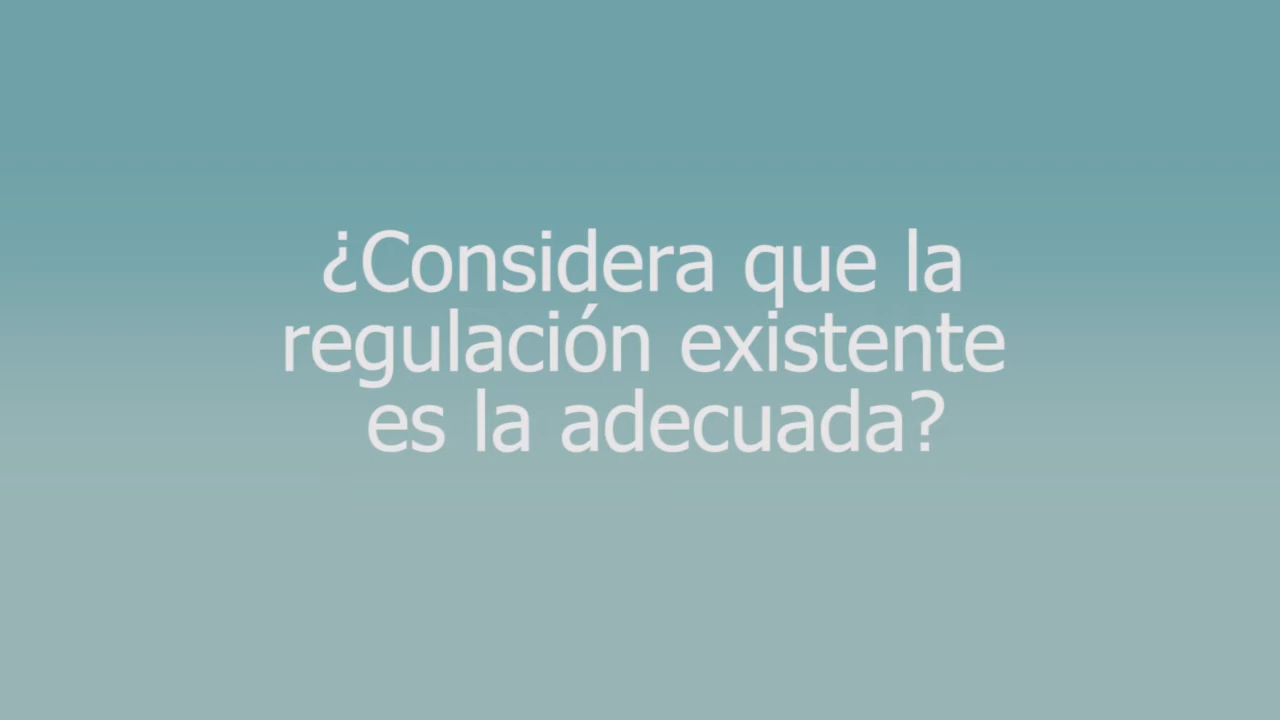 ¿Considera que la
regulación existente
es la adecuada?